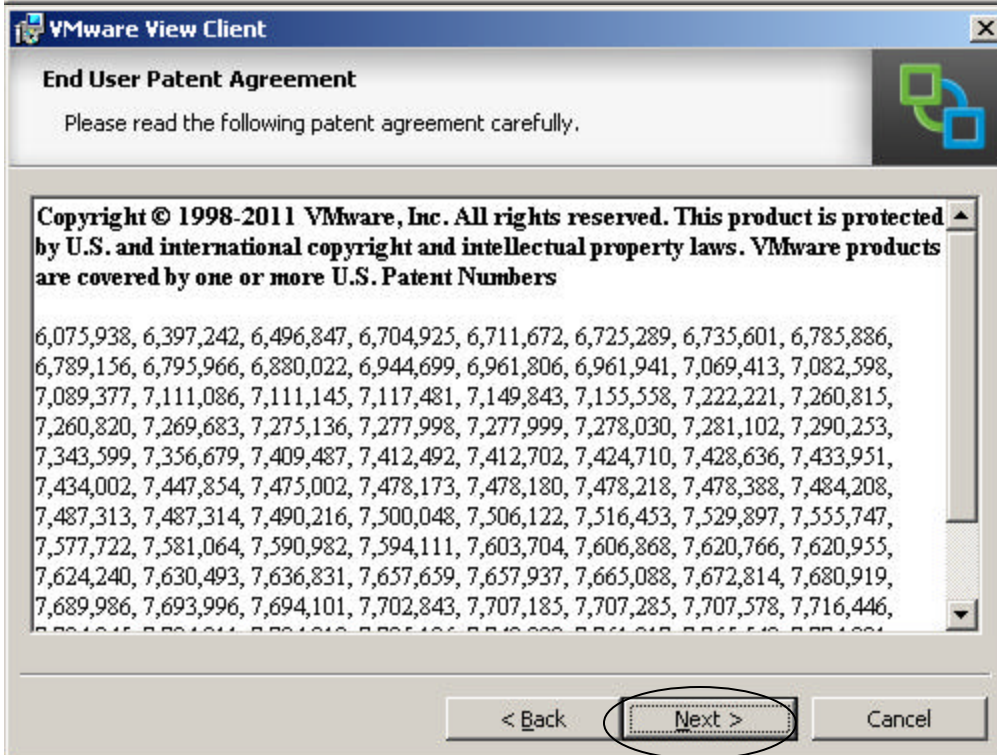 VMware View Client
End User Patent Agreement
Please read the following patent agreement carefully.
Copyright © 1998-2011 VMware, Inc. All rights reserved. This product is protected
by U.S. and international copyright and intellectual property laws. VMware products
are covered by one or more U.S. Patent Numbers
6,075,938, 6,397,242, 6,496,847, 6,704,925, 6,711,672, 6,725,289, 6,735,601, 6,785,886,
6,789,156, 6,795,966, 6,880,022, 6,944,699, 6,961,806, 6,961,941, 7,069,413, 7,082,598,
7,089,377, 7,111,086, 7,111,145, 7,117,481, 7,149,843, 7,155,558, 7,222,221, 7,260,815,
7,260,820, 7,269,683, 7,275,136, 7,277,998, 7,277,999, 7,278,030, 7,281,102, 7,290,253,
7,343,599, 7,356,679, 7,409,487, 7,412,492, 7,412,702, 7,424,710, 7,428,636, 7,433,951,
7,434,002, 7,447,854, 7,475,002, 7,478,173, 7,478,180, 7,478,218, 7,478,388, 7,484,208,
7,487,313, 7,487,314, 7,490,216, 7,500,048, 7,506,122, 7,516,453, 7,529,897, 7,555,747,
7,577,722, 7,581,064, 7,590,982, 7,594,111, 7,603,704, 7,606,868, 7,620,766, 7,620,955,
7,624,240, 7,630,493, 7,636,831, 7,657,659, 7,657,937, 7,665,088, 7,672,814, 7,680,919,
7,689,986, 7,693,996, 7,694,101, 7,702,843, 7,707,185, 7,707,285, 7,707,578, 7,716,446,
< Back Next > Cancel